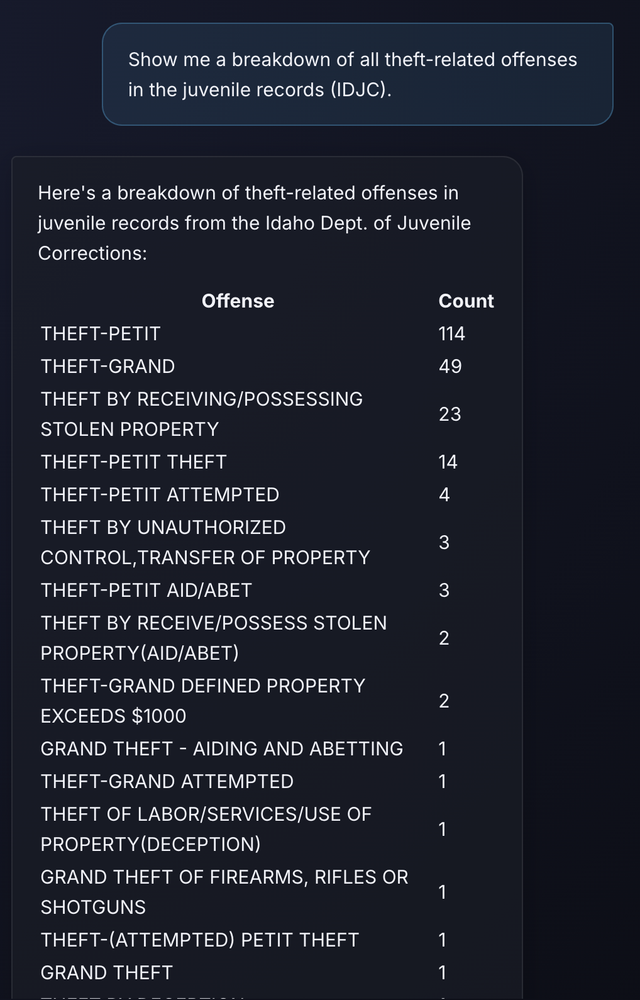 Show me a breakdown of all theft-related offenses
in the juvenile records (IDJC).
Here's a breakdown of theft-related offenses in
juvenile records from the Idaho Dept. of Juvenile
Corrections:
Offense Count
THEFT-PETIT 114
THEFT-GRAND 49
THEFT BY RECEIVING/POSSESSING
STOLEN PROPERTY 23
THEFT-PETIT THEFT 14
THEFT-PETIT ATTEMPTED 4
THEFT BY UNAUTHORIZED
CONTROL,TRANSFER OF PROPERTY 3
THEFT-PETIT AID/ABET 3
THEFT BY RECEIVE/POSSESS STOLEN
PROPERTY(AID/ABET) 2
THEFT-GRAND DEFINED PROPERTY
EXCEEDS $1000 2
GRAND THEFT - AIDING AND ABETTING 1
THEFT-GRAND ATTEMPTED 1
THEFT OF LABOR/SERVICES/USE OF
PROPERTY(DECEPTION) 1
GRAND THEFT OF FIREARMS, RIFLES OR
SHOTGUNS 1
THEFT-(ATTEMPTED) PETIT THEFT 1
GRAND THEFT 1